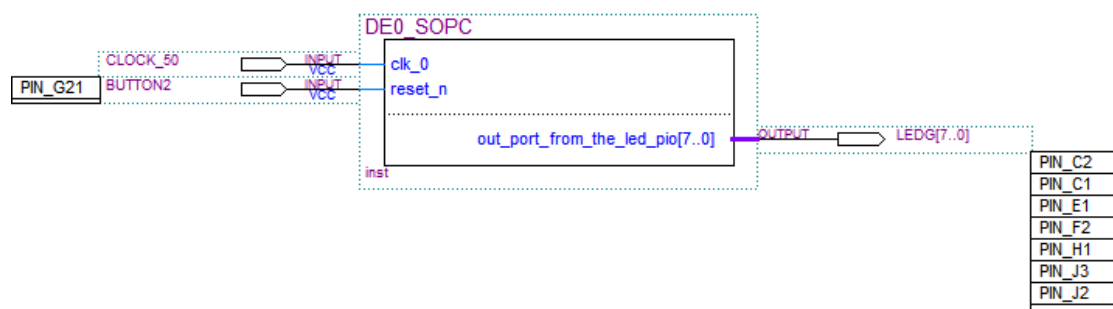 DE0_SOPC
CLOCK_50 INPUT VCC clk_0
PIN_G21 BUTTON2 INPUT VCC reset_n
out_port_from_the_led_pio[7..0] OUTPUT LEDG[7..0]
inst
PIN_C2
PIN_C1
PIN_E1
PIN_F2
PIN_H1
PIN_J3
PIN_J2